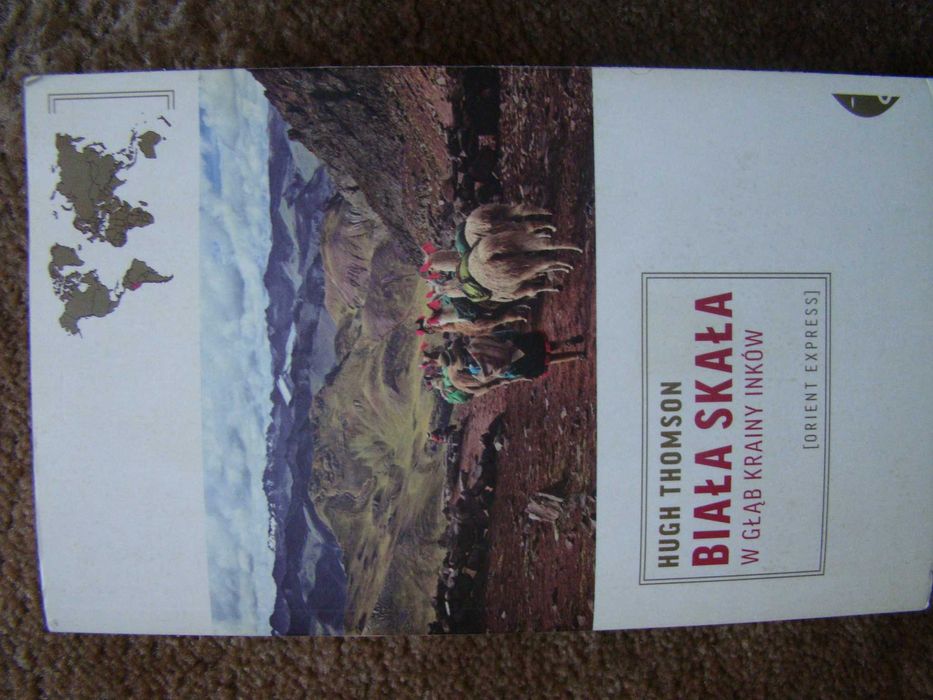 HUGH THOMSON
BIAŁA SKAŁA
W GŁĄB KRAINY INKÓW
[ORIENT EXPRESS]